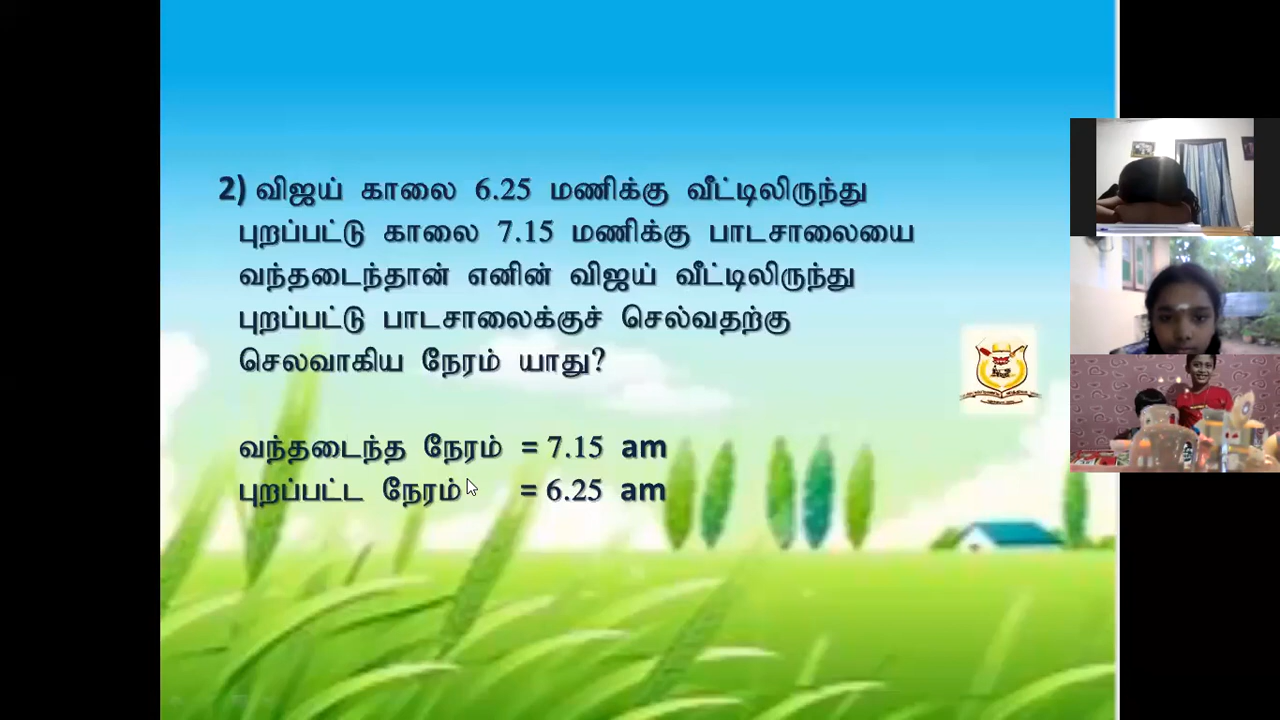 2) விஜய் காலை 6.25 மணிக்கு வீட்டிலிருந்து
புறப்பட்டு காலை 7.15 மணிக்கு பாடசாலையை
வந்தடைந்தான் எனின் விஜய் வீட்டிலிருந்து
புறப்பட்டு பாடசாலைக்குச் செல்வதற்கு
செலவாகிய நேரம் யாது?
வந்தடைந்த நேரம் = 7.15 am
புறப்பட்ட நேரம் = 6.25 am